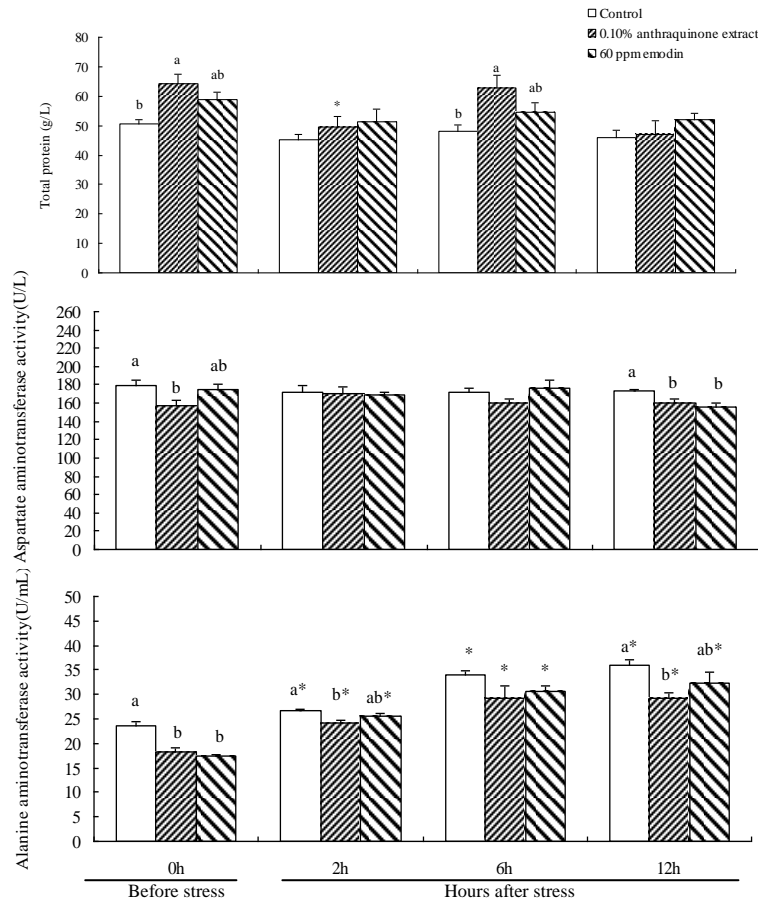 Control
0.10% anthraquinone extract
60 ppm emodin
Total protein (g/L)
80
70
60
50
40
30
20
10
0
b
a
ab
*
b
a
ab
Aspartate aminotransferase activity(U/L)
260
240
220
200
180
160
140
120
100
80
60
40
20
0
a
b
ab
a
b
b
Alanine aminotransferase activity(U/mL)
50
45
40
35
30
25
20
15
10
5
0
a
b
b
a*
b*
ab*
*
*
*
a*
b*
ab*
0h
2h
6h
12h
Before stress
Hours after stress